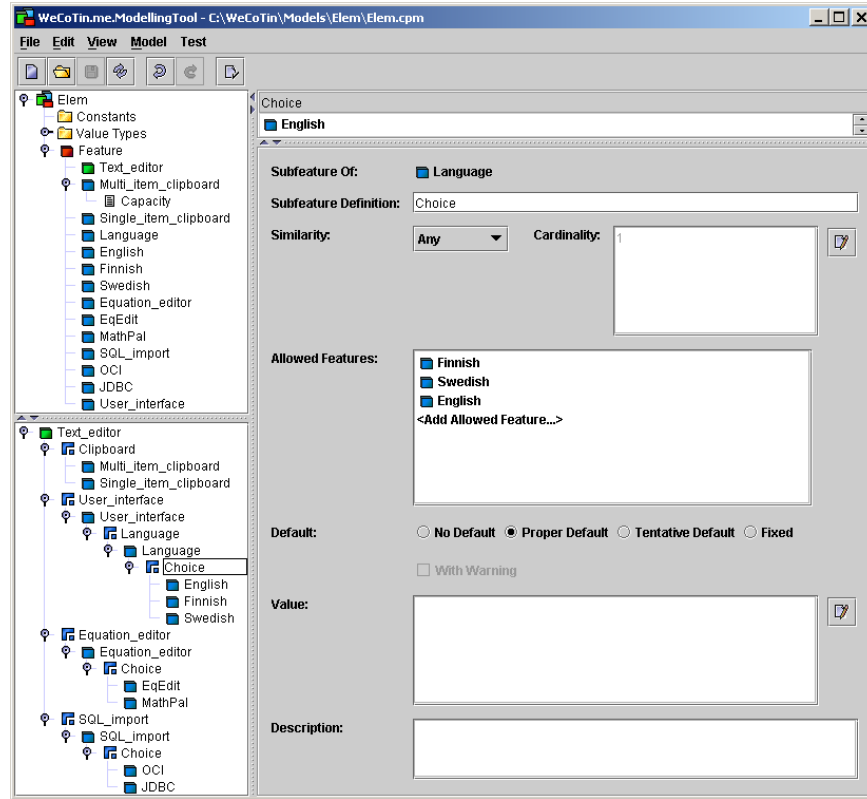 WeCoTin.me.ModellingTool - C:\WeCoTin\Models\Elem\Elem.cpm
File Edit View Model Test
Elem
Constants
Value Types
Feature
Text_editor
Multi_item_clipboard
Capacity
Single_item_clipboard
Language
English
Finnish
Swedish
Equation_editor
EqEdit
MathPal
SQL_import
OCI
JDBC
User_interface
Text_editor
Clipboard
Multi_item_clipboard
Single_item_clipboard
User_interface
User_interface
Language
Language
Choice
English
Finnish
Swedish
Equation_editor
Equation_editor
Choice
EqEdit
MathPal
SQL_import
SQL_import
Choice
OCI
JDBC
Choice
English
Subfeature Of: Language
Subfeature Definition: Choice
Similarity: Any Cardinality: 1
Allowed Features: Finnish
Swedish
English
<Add Allowed Feature...>
Default: No Default Proper Default Tentative Default Fixed
With Warning
Value:
Description: